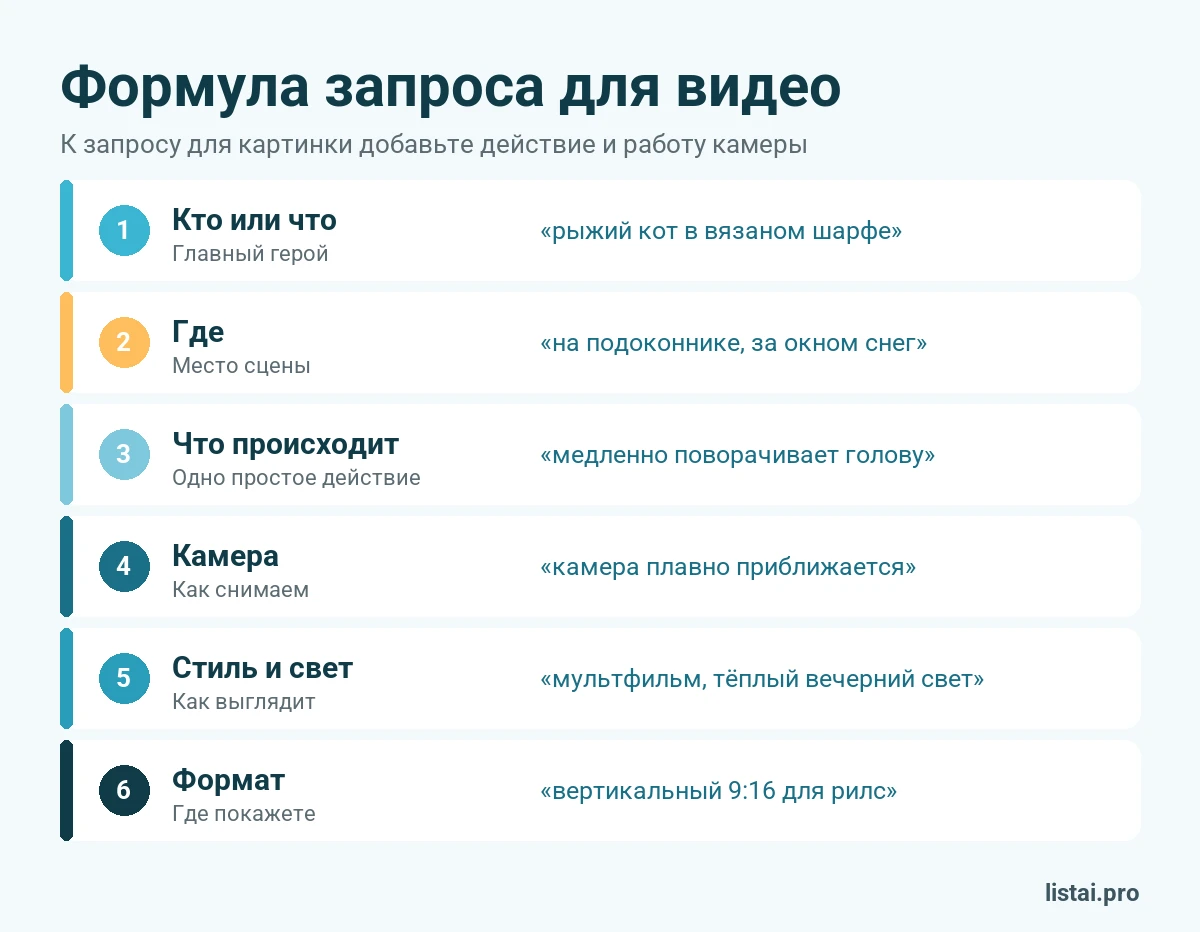 Формула запроса для видео
К запросу для картинки добавьте действие и работу камеры
1
Кто или что
Главный герой
«рыжий кот в вязаном шарфе»
2
Где
Место сцены
«на подоконнике, за окном снег»
3
Что происходит
Одно простое действие
«медленно поворачивает голову»
4
Камера
Как снимаем
«камера плавно приближается»
5
Стиль и свет
Как выглядит
«мультфильм, тёплый вечерний свет»
6
Формат
Где покажете
«вертикальный 9:16 для рилс»
listai.pro